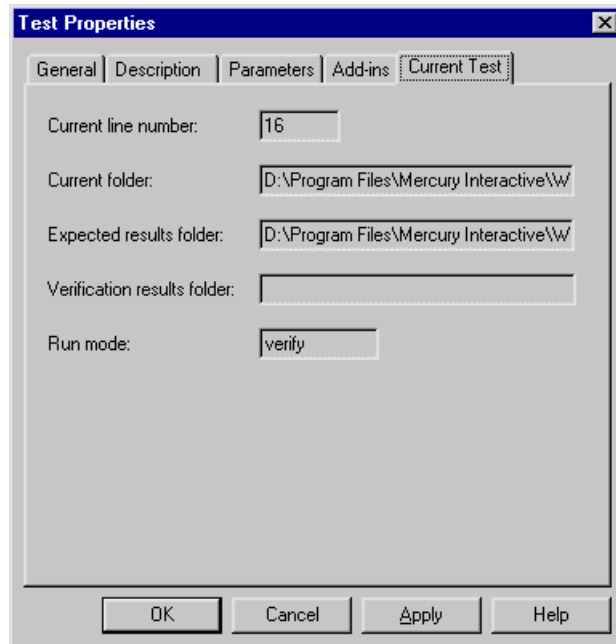 Test Properties
General Description Parameters Add-ins Current Test
Current line number: 16
Current folder: D:\Program Files\Mercury Interactive\W
Expected results folder: D:\Program Files\Mercury Interactive\W
Verification results folder:
Run mode: verify
OK Cancel Apply Help